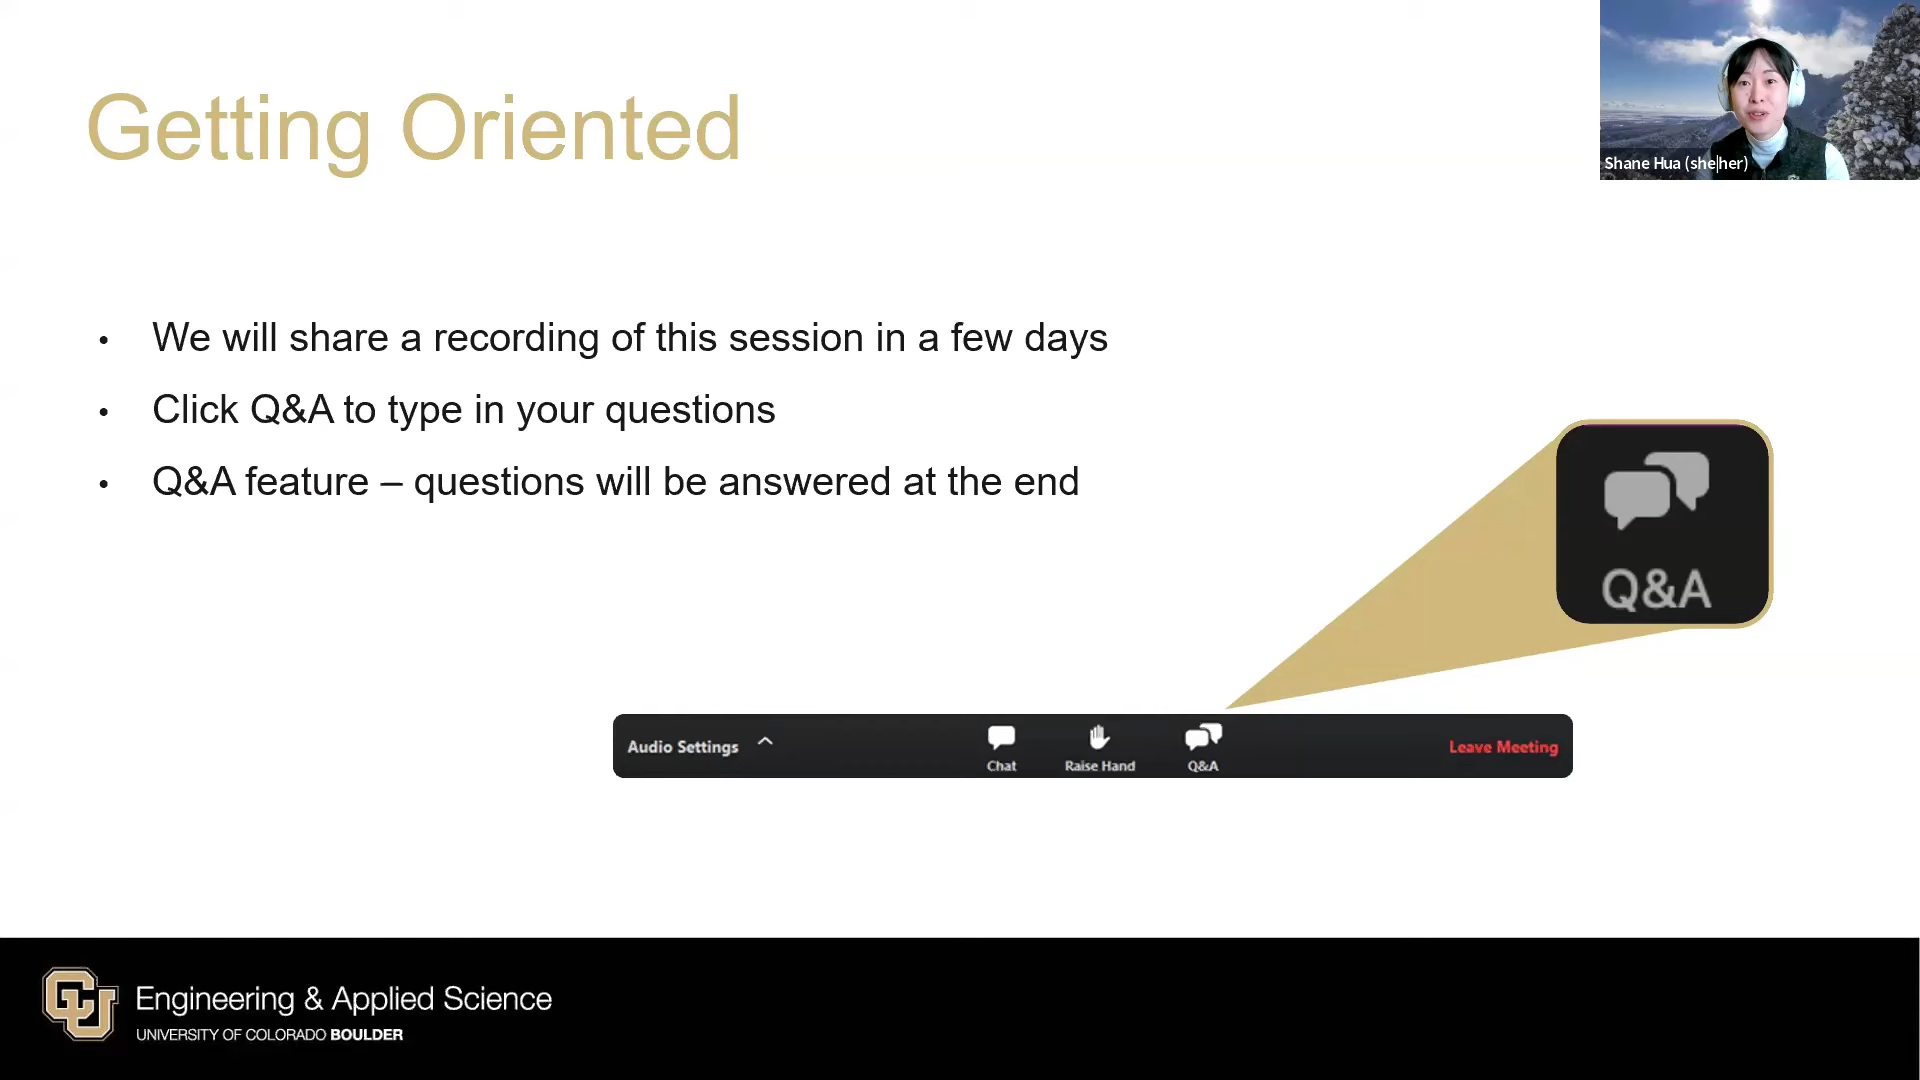 Getting Oriented
Shane Hua (she|her)
• We will share a recording of this session in a few days
• Click Q&A to type in your questions
• Q&A feature – questions will be answered at the end
Q&A
Audio Settings
Chat
Raise Hand
Q&A
Leave Meeting
CU
Engineering & Applied Science
UNIVERSITY OF COLORADO BOULDER